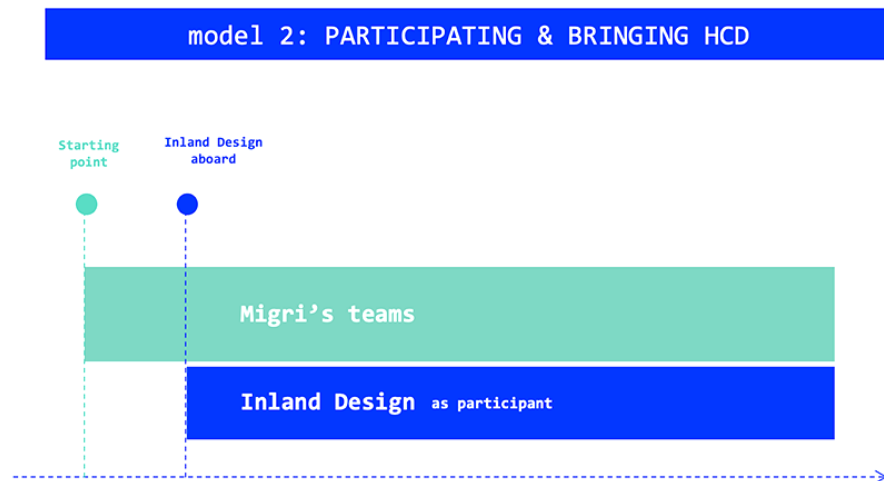 model 2: PARTICIPATING & BRINGING HCD
Starting
point
Inland Design
aboard
Migri’s teams
Inland Design as participant